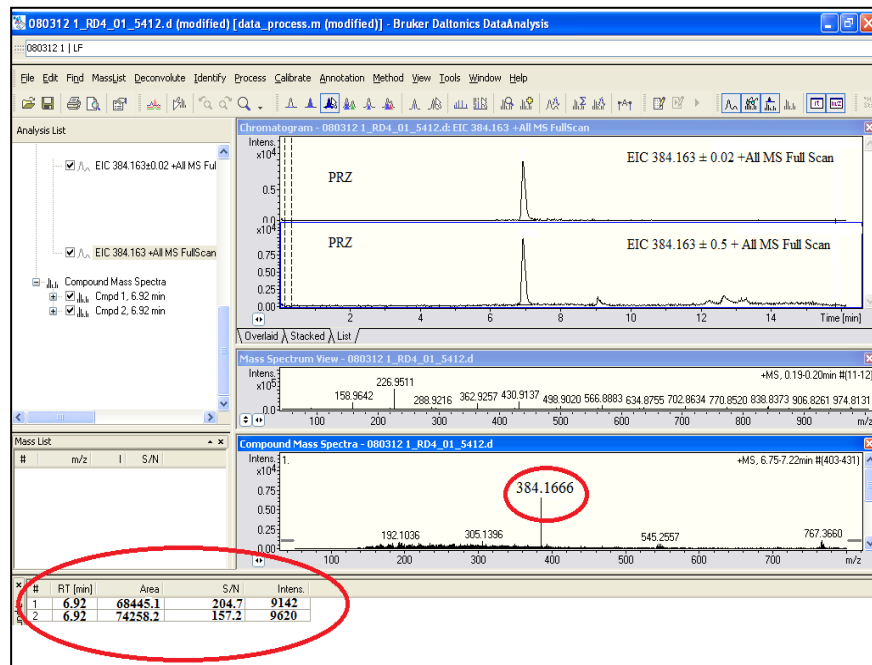 080312 1_RD4_01_5412.d (modified) [data_process.m (modified)] - Bruker Daltonics DataAnalysis
080312 1 | LF
File Edit Find MassList Deconvolute Identify Process Calibrate Annotation Method View Tools Window Help
Analysis List
EIC 384.163±0.02 +All MS Ful
EIC 384.163 +All MS FullScan
Compound Mass Spectra
Cmpd 1, 6.92 min
Cmpd 2, 6.92 min
Chromatogram - 080312 1_RD4_01_5412.d: EIC 384.163 +All MS FullScan
Intens.
x10⁴
PRZ
EIC 384.163 ± 0.02 +All MS Full Scan
0.5
0.0
x10⁴
PRZ
EIC 384.163 ± 0.5 + All MS Full Scan
0.75
0.50
0.25
0.00
2 4 6 8 10 12 14 Time [min]
Overlaid Stacked List
Mass Spectrum View - 080312 1_RD4_01_5412.d
Intens.
x10⁵
+MS, 0.19-0.20min #(11-12)
158.9642 226.9511 288.9216 362.9257 430.9137 498.9020 566.8883 634.8755 702.8634 770.8520 838.8373 906.8261 974.8131
0.0
100 200 300 400 500 600 700 800 900 m/z
Mass List
# m/z I S/N
Compound Mass Spectra - 080312 1_RD4_01_5412.d
Intens.
x10⁴
1.
+MS, 6.75-7.22min #(403-431)
0.75
384.1666
0.50
0.25
192.1036 305.1396 545.2557 767.3660
0.00
100 200 300 400 500 600 700 m/z
# RT [min] Area S/N Intens.
1 6.92 68445.1 204.7 9142
2 6.92 74258.2 157.2 9620